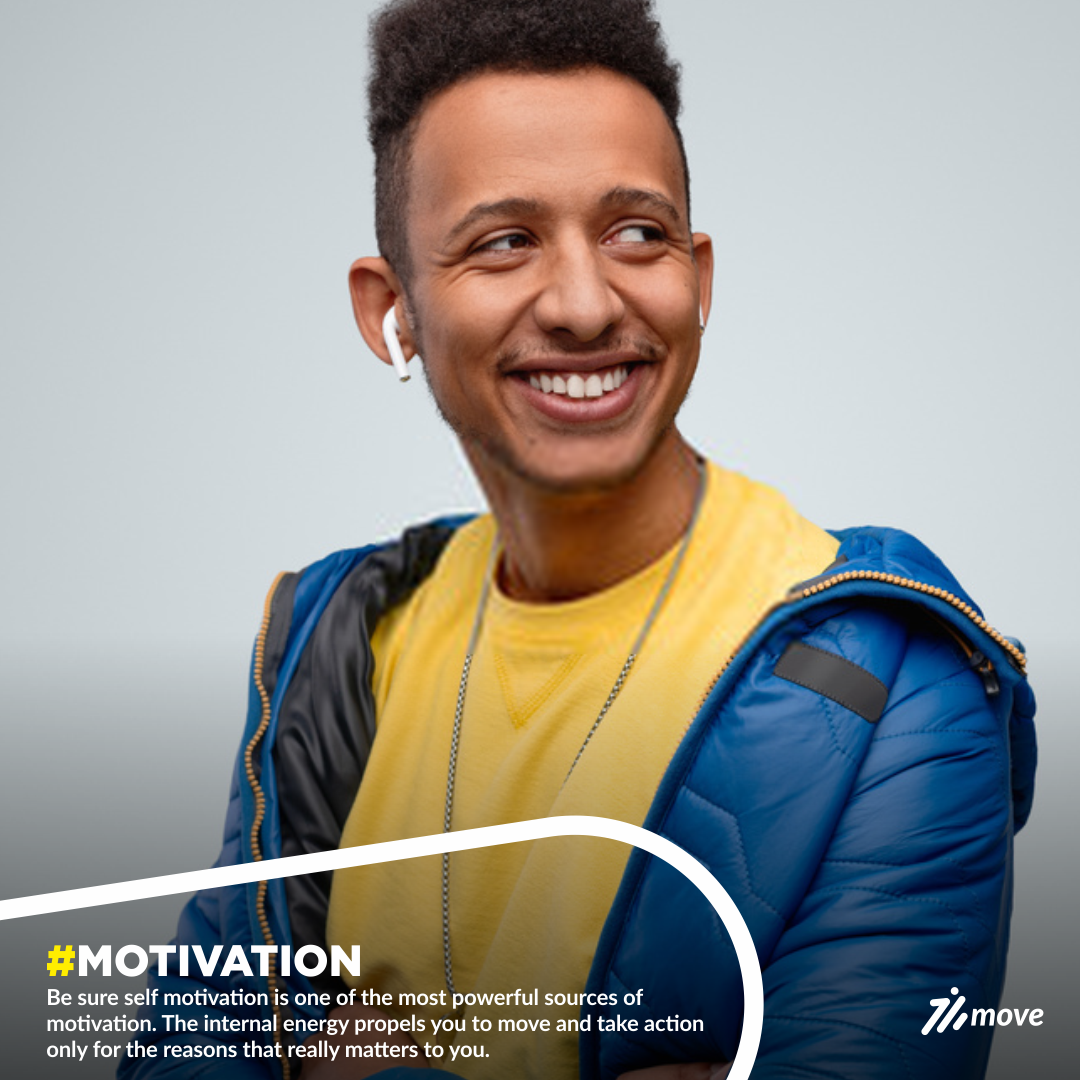 #MOTIVATION
Be sure self motivation is one of the most powerful sources of
motivation. The internal energy propels you to move and take action
only for the reasons that really matters to you.
move